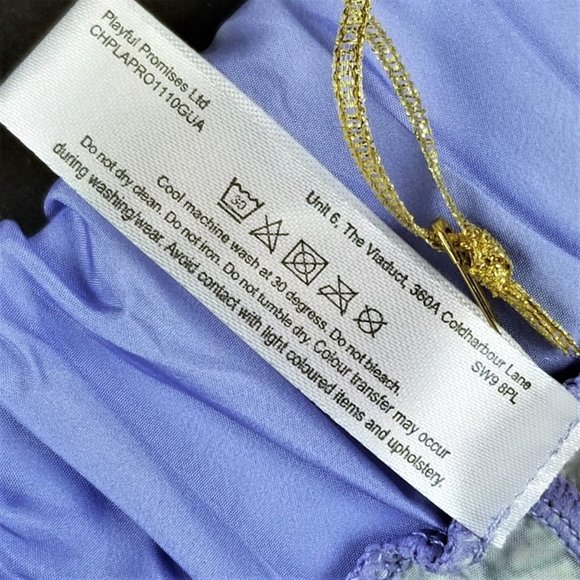 Playful Promises Ltd
CHPLAPRO1110GUA
Unit 6, The Viaduct, 360A Coldharbour Lane
SW9 8PL
30
Cool machine wash at 30 degress. Do not bleach.
Do not dry clean. Do not iron. Do not tumble dry. Colour transfer may occur
during washing/wear. Avoid contact with light coloured items and upholstery.